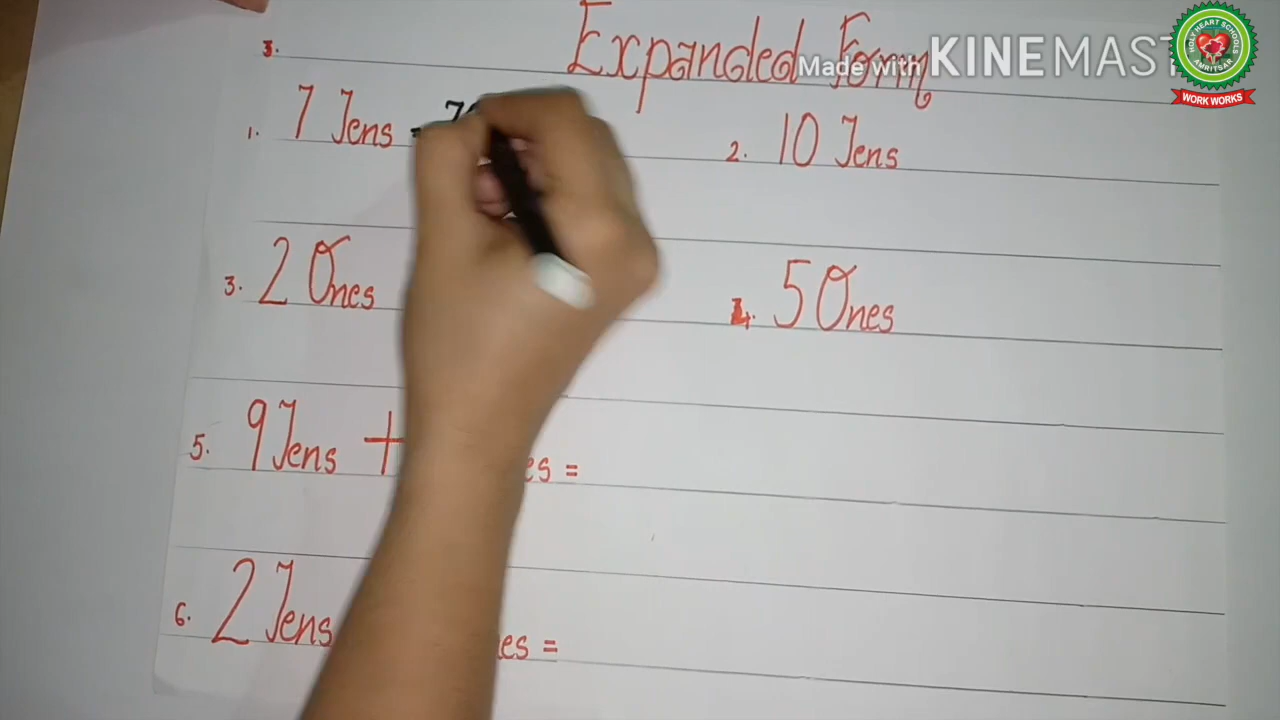 3. Expanded Form
Made with KINEMAST
HOLY HEART SCHOOLS
AMRITSAR
WORK WORKS
1. 7 Tens = 7
2. 10 Tens
3. 2 Ones
4. 5 Ones
5. 9 Tens + es =
6. 2 Tens es =